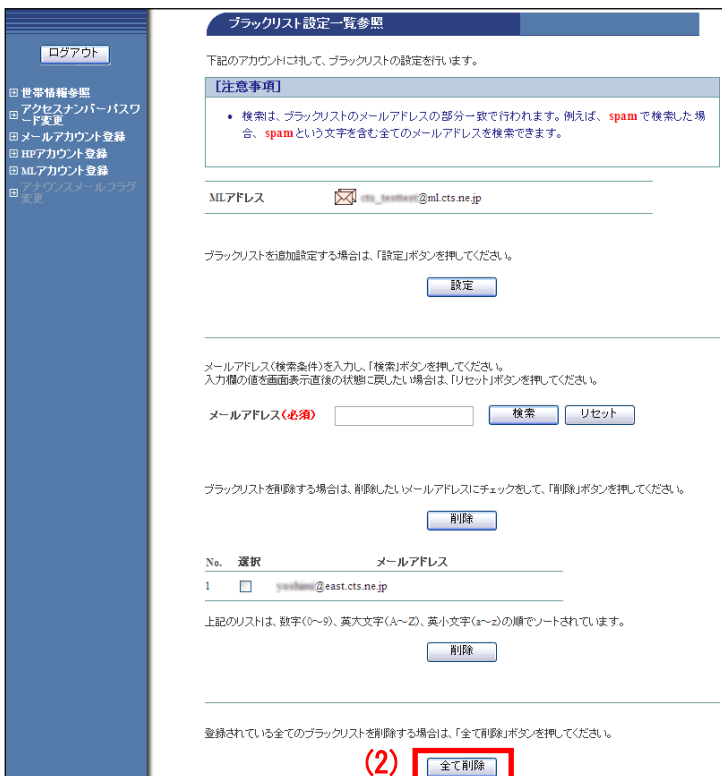 ブラックリスト設定一覧参照
ログアウト
下記のアカウントに対して、ブラックリストの設定を行います。
[注意事項]
世帯情報参照
アクセスナンバーパスワ
ード変更
メールアカウント登録
HPアカウント登録
MLアカウント登録
アナウンスメールフラグ
変更
• 検索は、ブラックリストのメールアドレスの部分一致で行われます。例えば、spamで検索した場
合、spamという文字を含む全てのメールアドレスを検索できます。
MLアドレス @ml.cts.ne.jp
ブラックリストを追加設定する場合は、「設定」ボタンを押してください。
設定
メールアドレス(検索条件)を入力し、「検索」ボタンを押してください。
入力欄の値を画面表示直後の状態に戻したい場合は、「リセット」ボタンを押してください。
メールアドレス(必須) 検索 リセット
ブラックリストを削除する場合は、削除したいメールアドレスにチェックをして、「削除」ボタンを押してください。
削除
No. 選択 メールアドレス
1 @east.cts.ne.jp
上記のリストは、数字(0～9)、英大文字(A～Z)、英小文字(a～z)の順でソートされています。
削除
登録されている全てのブラックリストを削除する場合は、「全て削除」ボタンを押してください。
(2) 全て削除